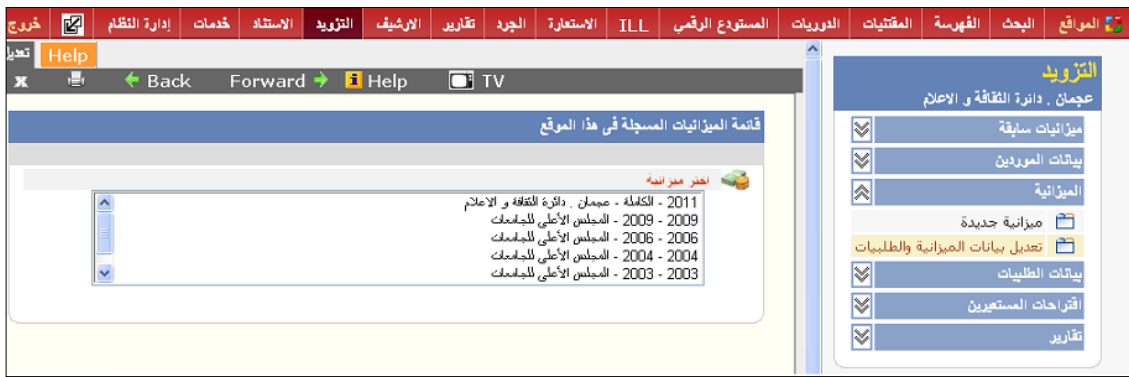 المواقع البحث الفهرسة المقتنيات الدوريات المستودع الرقمي ILL الاستعارة الجرد تقارير الارشيف التزويد الاستناد خدمات إدارة النظام خروج
Help
x Back Forward Help TV
التزويد
عجمان . دائرة الثقافة و الاعلام
ميزانيات سابقة
بيانات الموردين
الميزانية
ميزانية جديدة
تعديل بيانات الميزانية والطلبيات
بيانات الطلبيات
اقتراحات المستعيرين
تقارير
قائمة الميزانيات المسجلة فى هذا الموقع
اختر ميزانية
2011 - الكاملة - عجمان . دائرة الثقافة و الاعلام
2009 - 2009 - المجلس الأعلى للجامعات
2006 - 2006 - المجلس الأعلى للجامعات
2004 - 2004 - المجلس الأعلى للجامعات
2003 - 2003 - المجلس الأعلى للجامعات